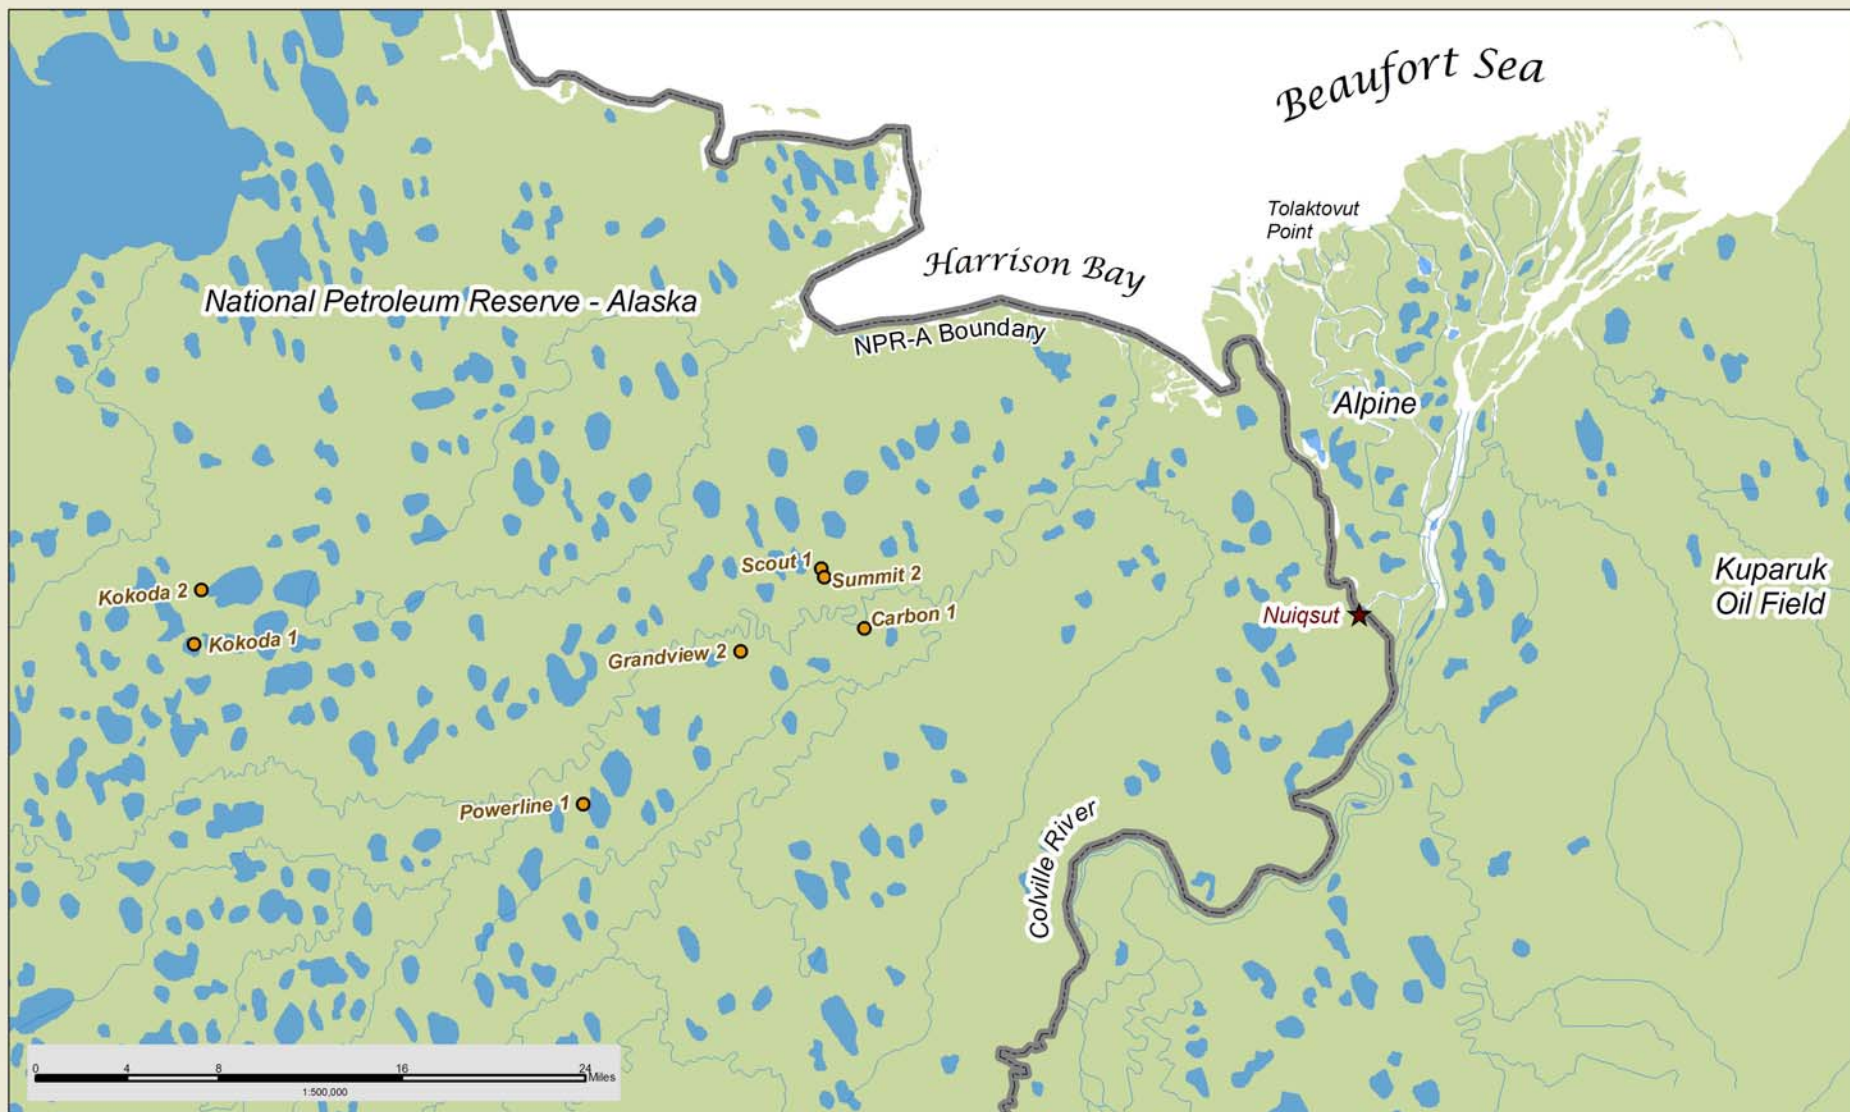 Beaufort Sea
Tolaktovut
Point
Harrison Bay
National Petroleum Reserve - Alaska
NPR-A Boundary
Alpine
Scout 1
Summit 2
Kuparuk
Oil Field
Kokoda 2
Carbon 1
Nuiqsut
Kokoda 1
Grandview 2
Powerline 1
Colville River
0 4 8 16 24
Miles
1:500,000